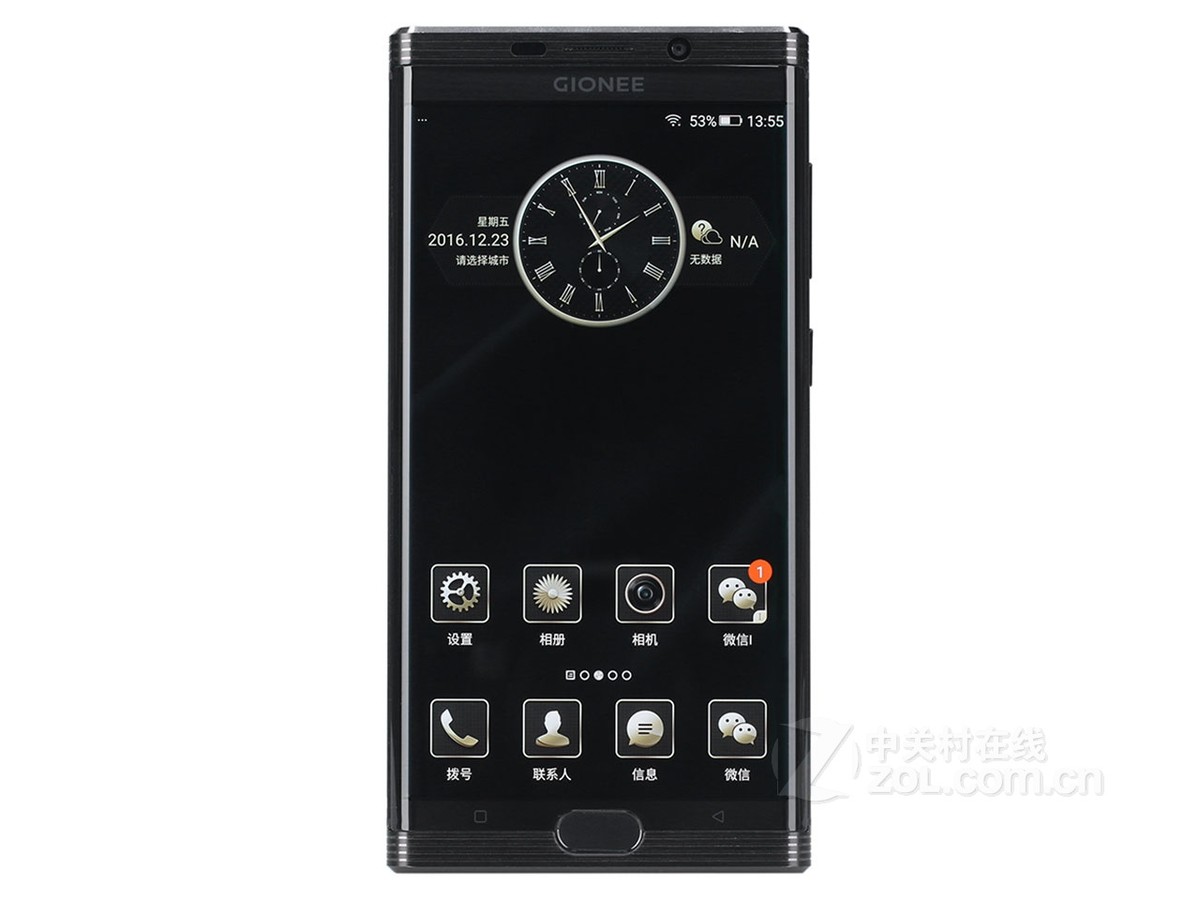 GIONEE
... 53% 13:55
星期五
2016.12.23
请选择城市
N/A
无数据
XII
1
设置
相册
相机
微信I
拨号
联系人
信息
微信
中关村在线
ZOL.com.cn